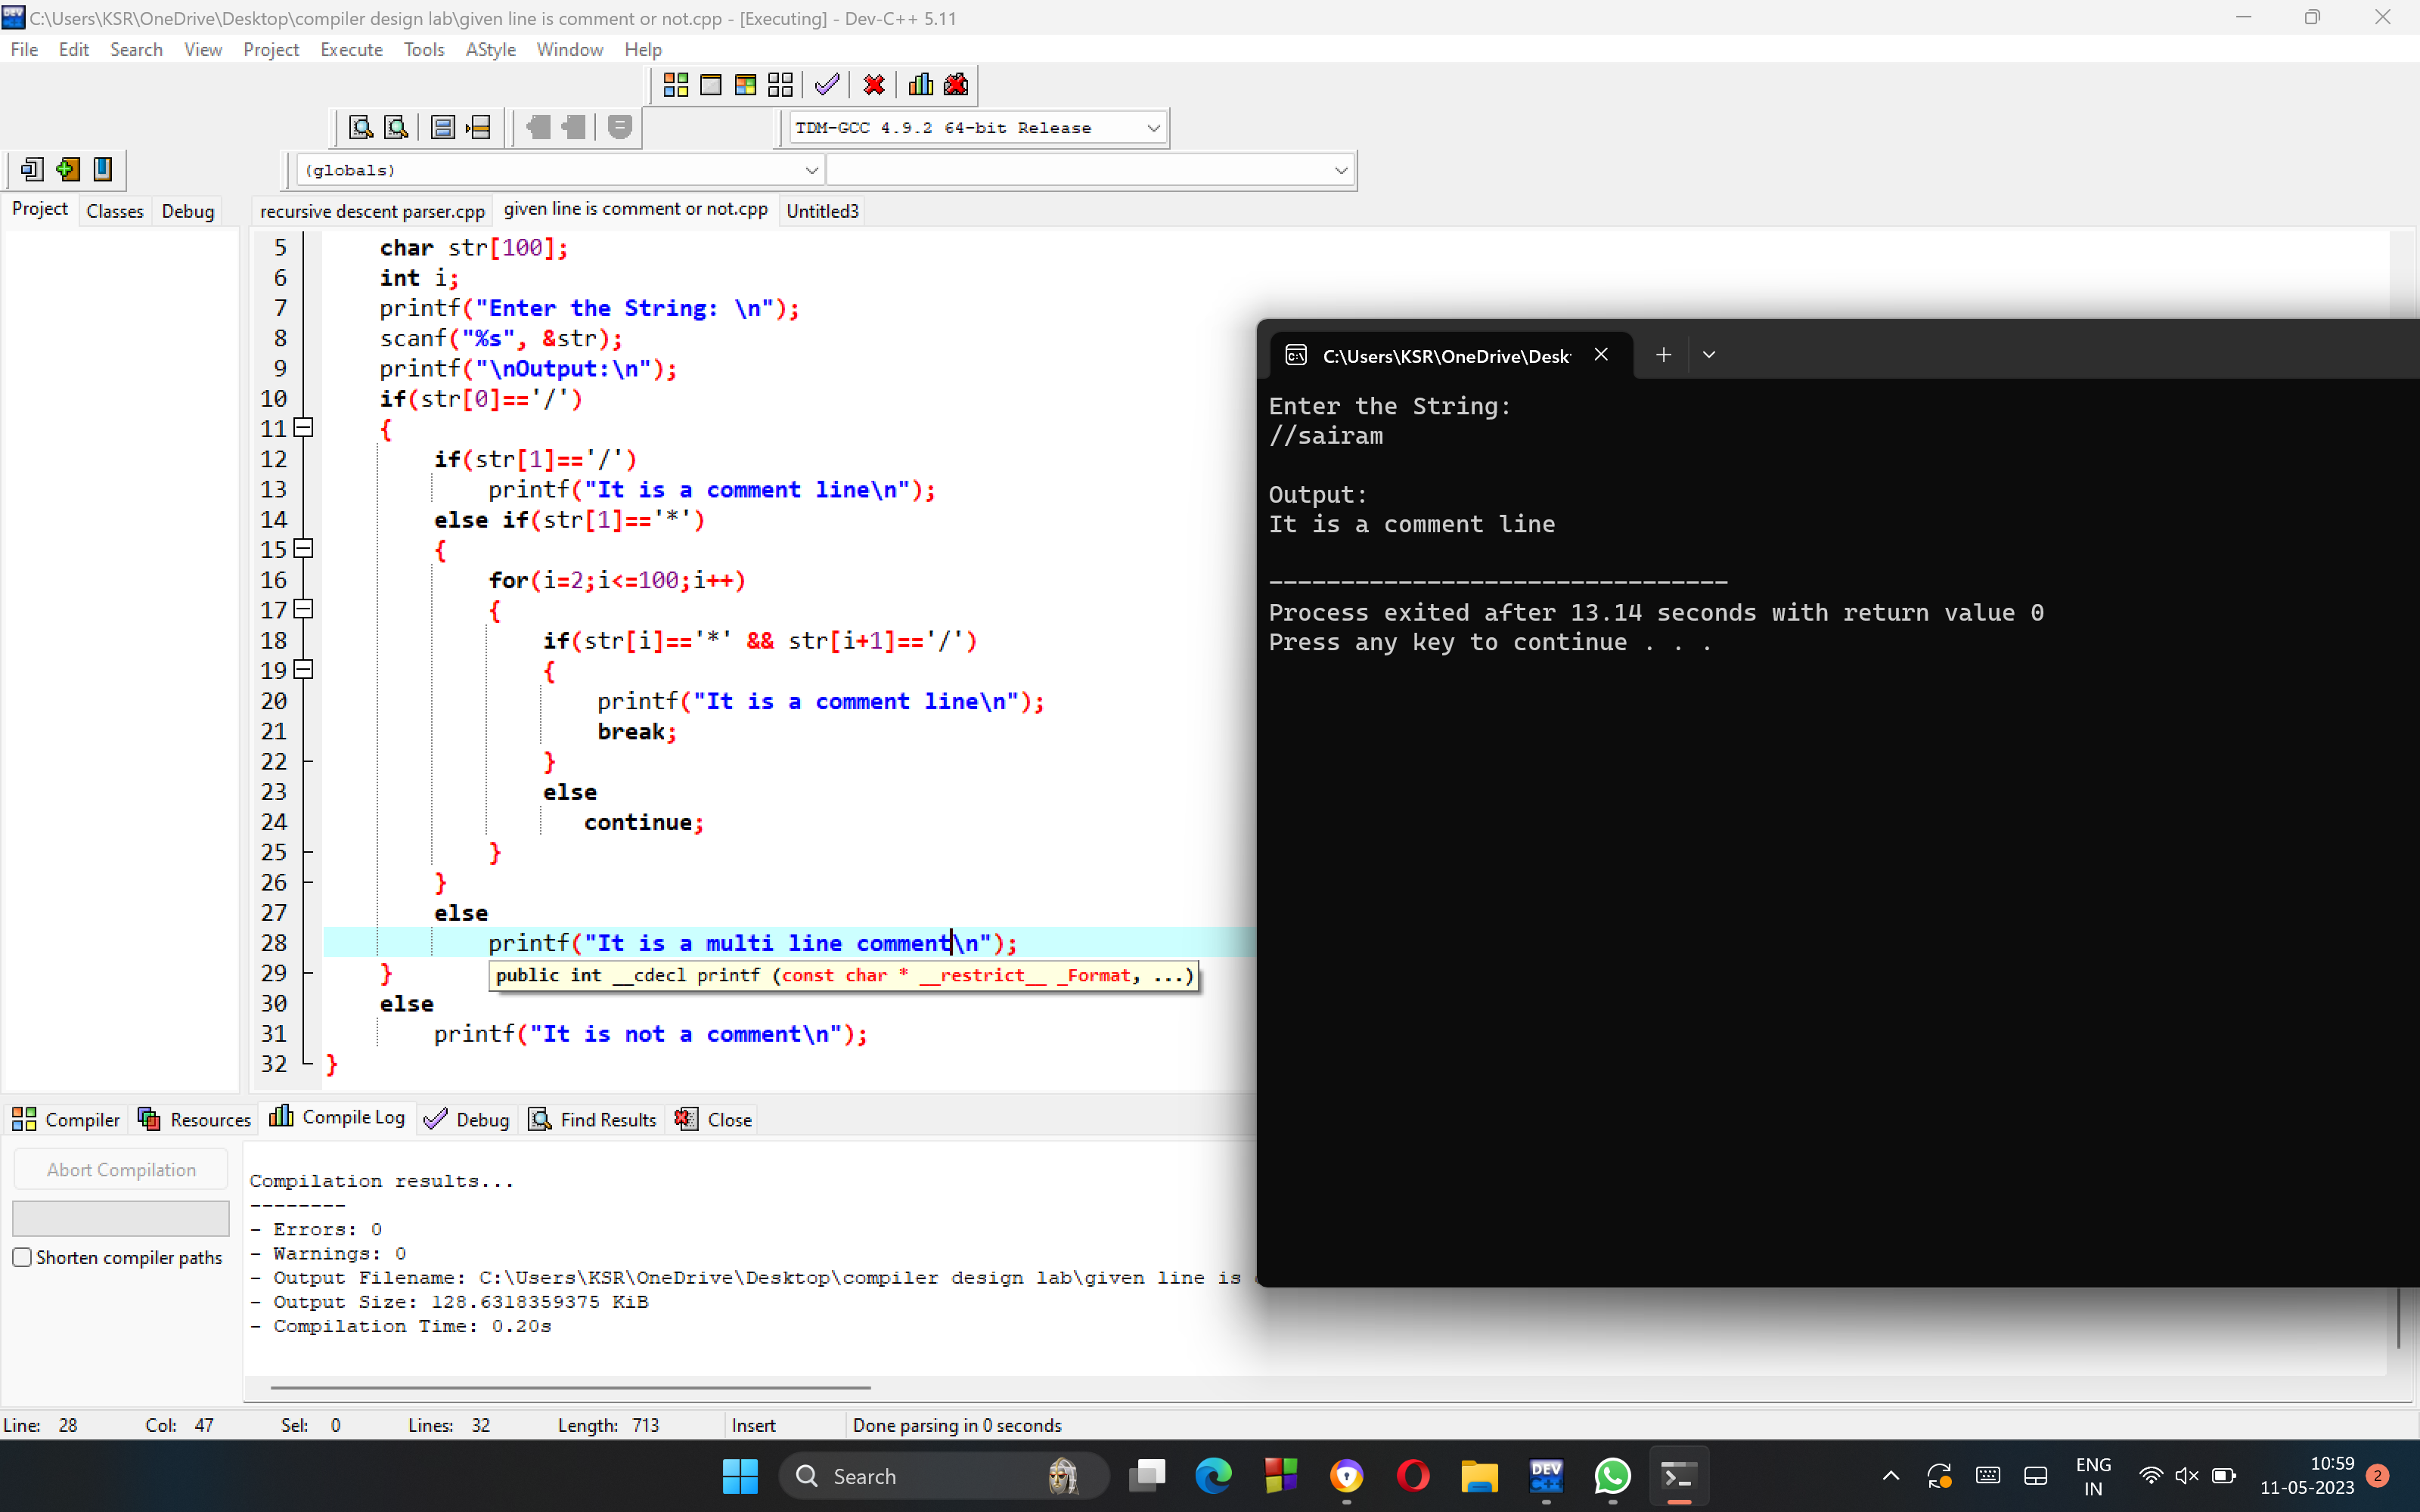 C:\Users\KSR\OneDrive\Desktop\compiler design lab\given line is comment or not.cpp - [Executing] - Dev-C++ 5.11
File Edit Search View Project Execute Tools AStyle Window Help
TDM-GCC 4.9.2 64-bit Release
(globals)
Project Classes Debug
recursive descent parser.cpp given line is comment or not.cpp Untitled3
5 char str[100];
6 int i;
7 printf("Enter the String: \n");
8 scanf("%s", &str);
9 printf("\nOutput:\n");
10 if(str[0]=='/')
11 {
12 if(str[1]=='/')
13 printf("It is a comment line\n");
14 else if(str[1]=='*')
15 {
16 for(i=2;i<=100;i++)
17 {
18 if(str[i]=='*' && str[i+1]=='/')
19 {
20 printf("It is a comment line\n");
21 break;
22 }
23 else
24 continue;
25 }
26 }
27 else
28 printf("It is a multi line comment\n");
29 }
public int __cdecl printf (const char * __restrict__ _Format, ...)
30 else
31 printf("It is not a comment\n");
32 }
C:\Users\KSR\OneDrive\Desk
Enter the String:
//sairam
Output:
It is a comment line
--------------------------------
Process exited after 13.14 seconds with return value 0
Press any key to continue . . .
Compiler Resources Compile Log Debug Find Results Close
Abort Compilation
Shorten compiler paths
Compilation results...
--------
- Errors: 0
- Warnings: 0
- Output Filename: C:\Users\KSR\OneDrive\Desktop\compiler design lab\given line is
- Output Size: 128.6318359375 KiB
- Compilation Time: 0.20s
Line: 28 Col: 47 Sel: 0 Lines: 32 Length: 713 Insert Done parsing in 0 seconds
Search
DEV C++
ENG
IN
10:59
11-05-2023
2